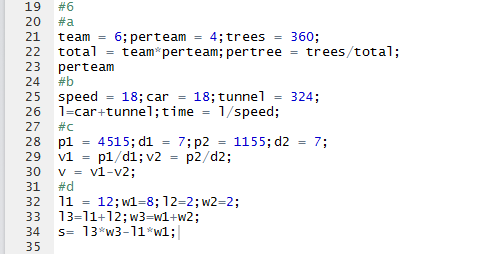 19 #6
20 #a
21 team = 6;perteam = 4;trees = 360;
22 total = team*perteam;pertree = trees/total;
23 perteam
24 #b
25 speed = 18;car = 18;tunnel = 324;
26 l=car+tunnel;time = l/speed;
27 #c
28 p1 = 4515;d1 = 7;p2 = 1155;d2 = 7;
29 v1 = p1/d1;v2 = p2/d2;
30 v = v1-v2;
31 #d
32 l1 = 12;w1=8;l2=2;w2=2;
33 l3=l1+l2;w3=w1+w2;
34 s= l3*w3-l1*w1;
35